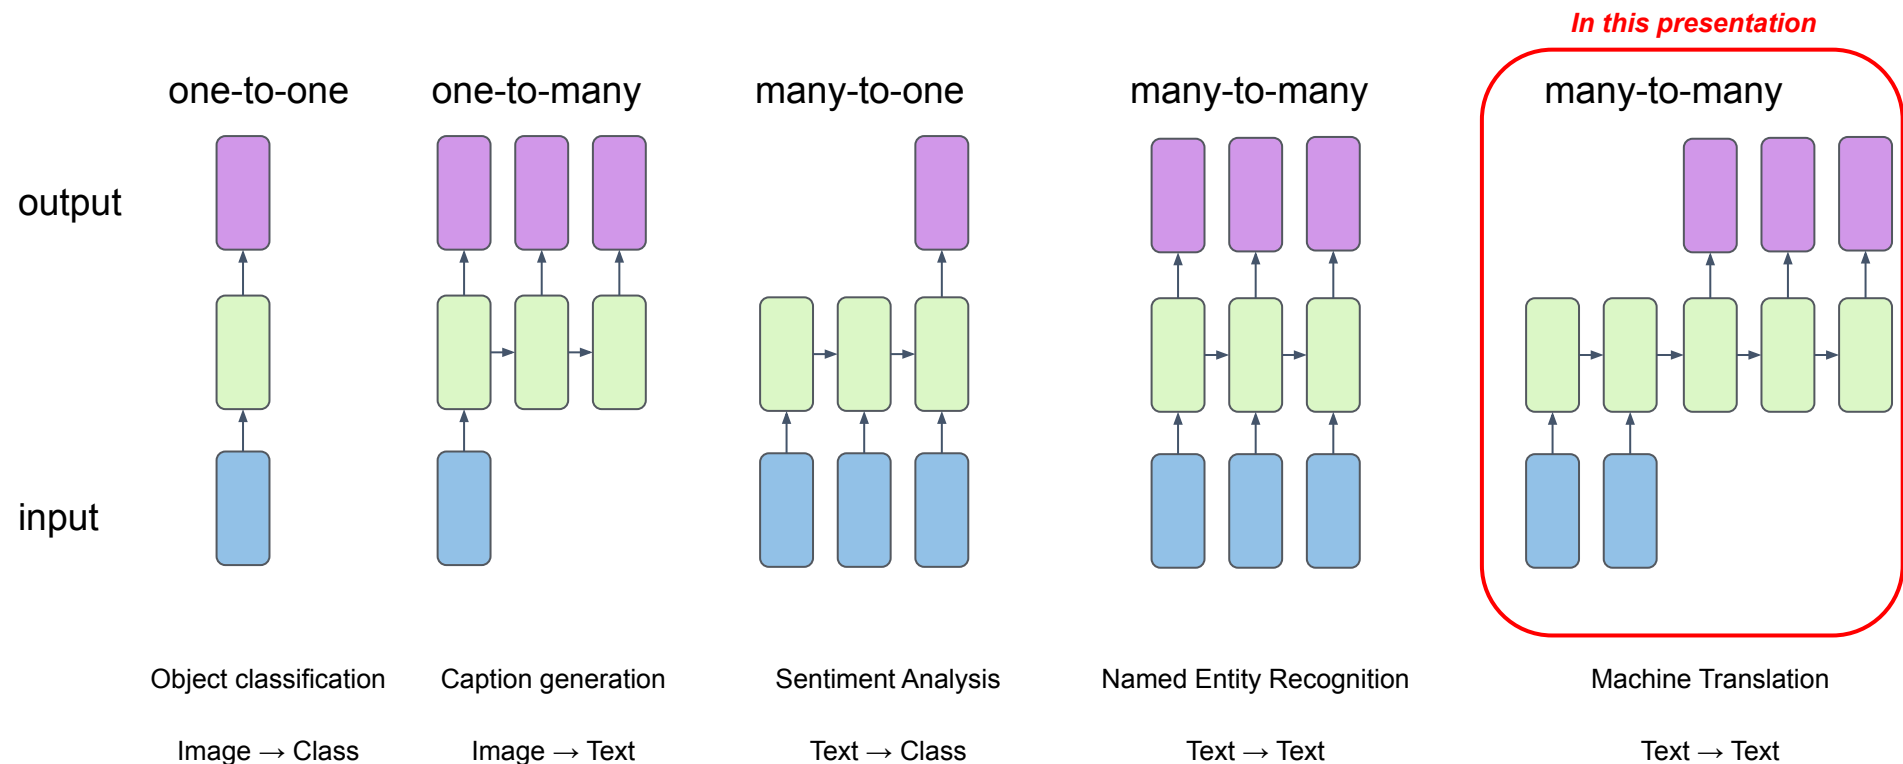 In this presentation
one-to-one one-to-many many-to-one many-to-many many-to-many
output
input
Object classification Caption generation Sentiment Analysis Named Entity Recognition Machine Translation
Image → Class Image → Text Text → Class Text → Text Text → Text